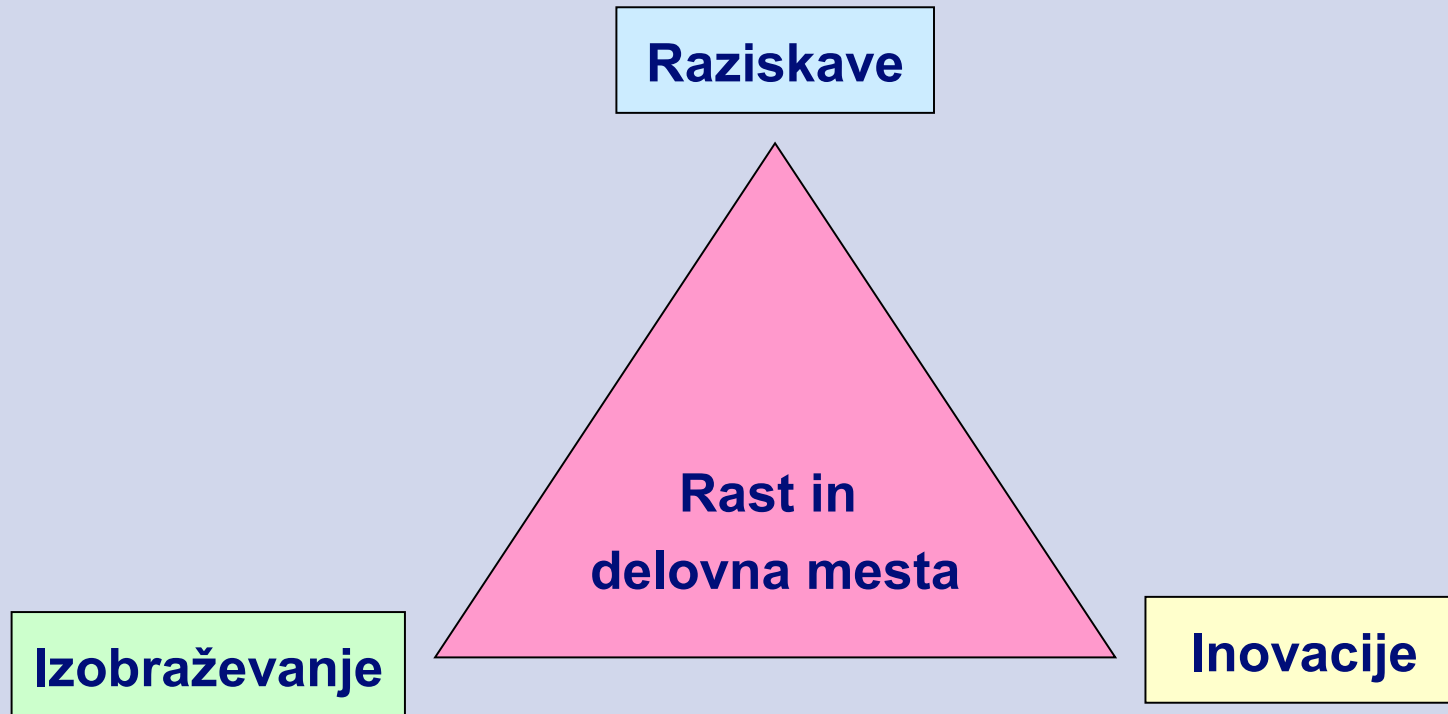 Raziskave
Rast in
delovna mesta
Izobraževanje
Inovacije